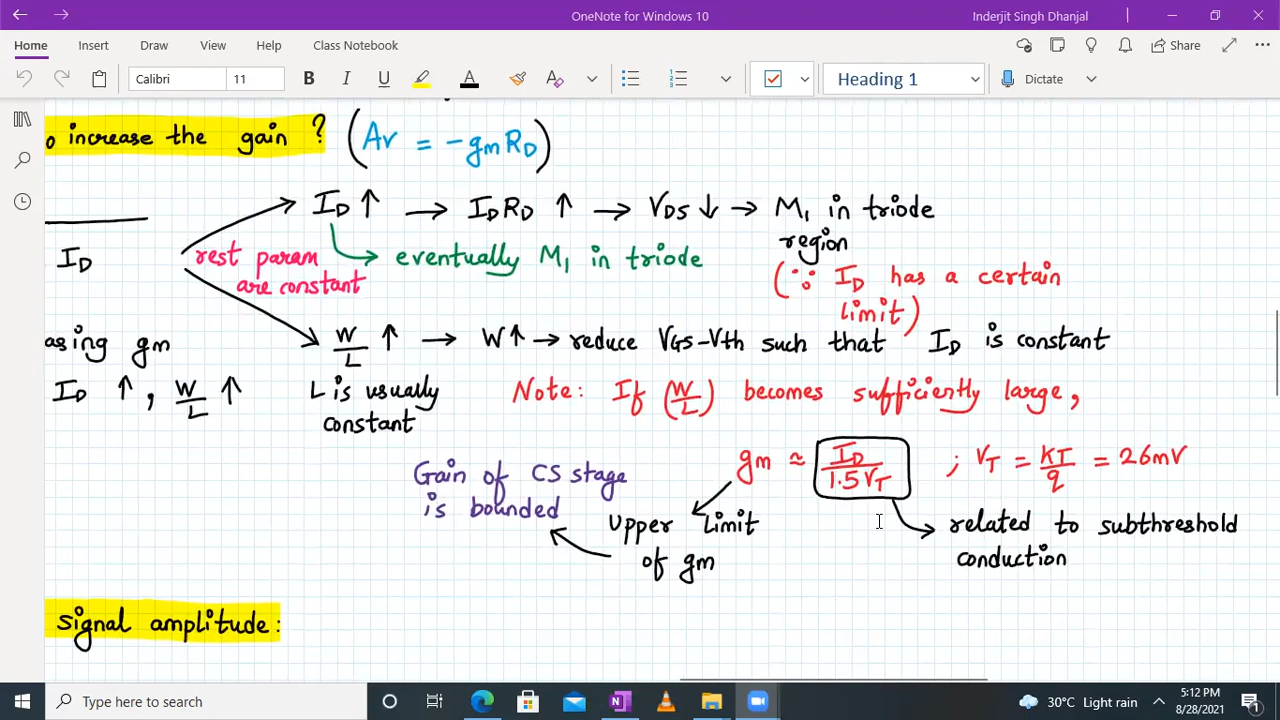 OneNote for Windows 10
Inderjit Singh Dhanjal
Home Insert Draw View Help Class Notebook
Share
Calibri 11 B I U A Heading 1 Dictate
o increase the gain ? (Av = -gmRD)
ID ↑ → IDRD ↑ → VDS ↓ → M1 in triode
region
ID rest param
are constant
eventually M1 in triode
(∵ ID has a certain
limit)
asing gm
W/L ↑ → W↑ → reduce VGS-Vth such that ID is constant
ID ↑, W/L ↑
L is usually
constant
Note: If (W/L) becomes sufficiently large,
gm ≈ ID/1.5VT ; VT = KT/q = 26mV
Gain of CS stage
is bounded
Upper limit
of gm
related to subthreshold
conduction
signal amplitude:
Type here to search
30°C Light rain
5:12 PM
8/28/2021
1